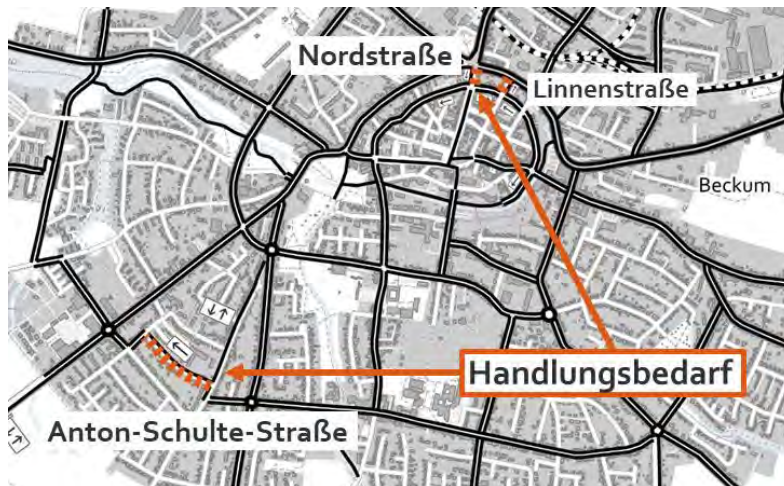 Nordstraße
Linnenstraße
Beckum
Handlungsbedarf
Anton-Schulte-Straße